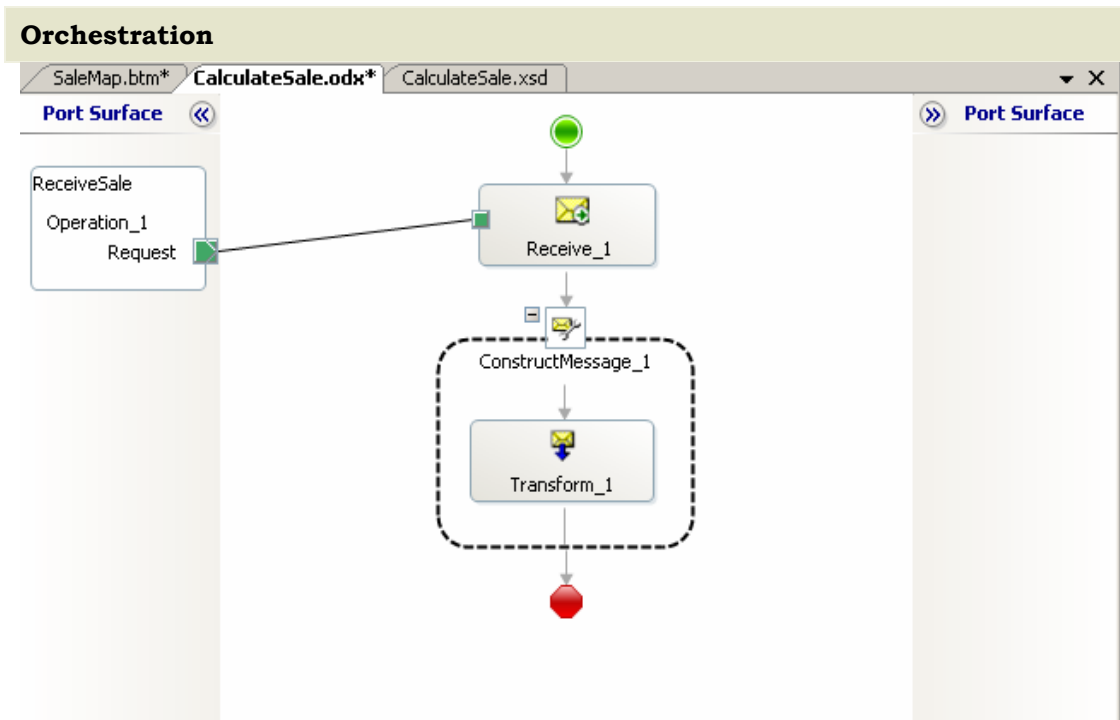 Orchestration
SaleMap.btm* CalculateSale.odx* CalculateSale.xsd
Port Surface
Port Surface
ReceiveSale
Operation_1
Request
Receive_1
ConstructMessage_1
Transform_1